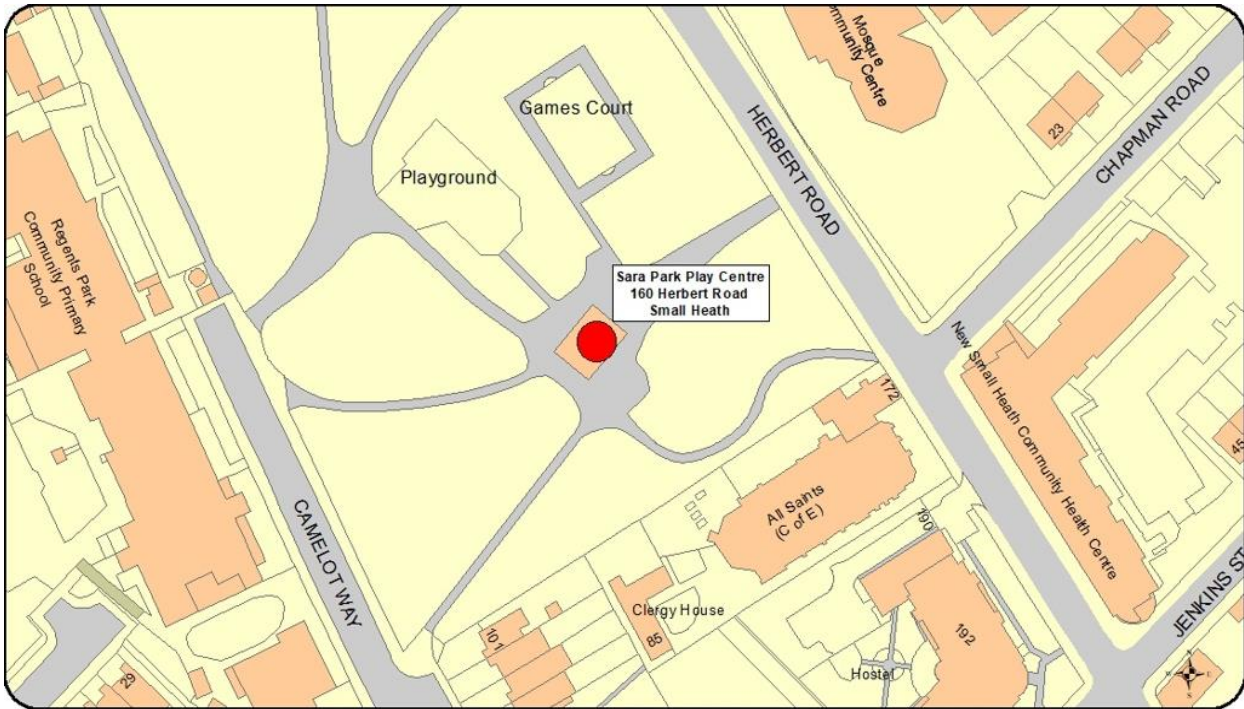 Mosque
Community Centre
Games Court
HERBERT ROAD
23
CHAPMAN ROAD
Playground
Regents Park
Community Primary
School
Sara Park Play Centre
160 Herbert Road
Small Heath
New Small Heath Community Health Centre
172
45
All Saints
(C of E)
CAMELOT WAY
190
Clergy House
85
101
192
JENKINS ST
Hostel
29
N
W
E
S